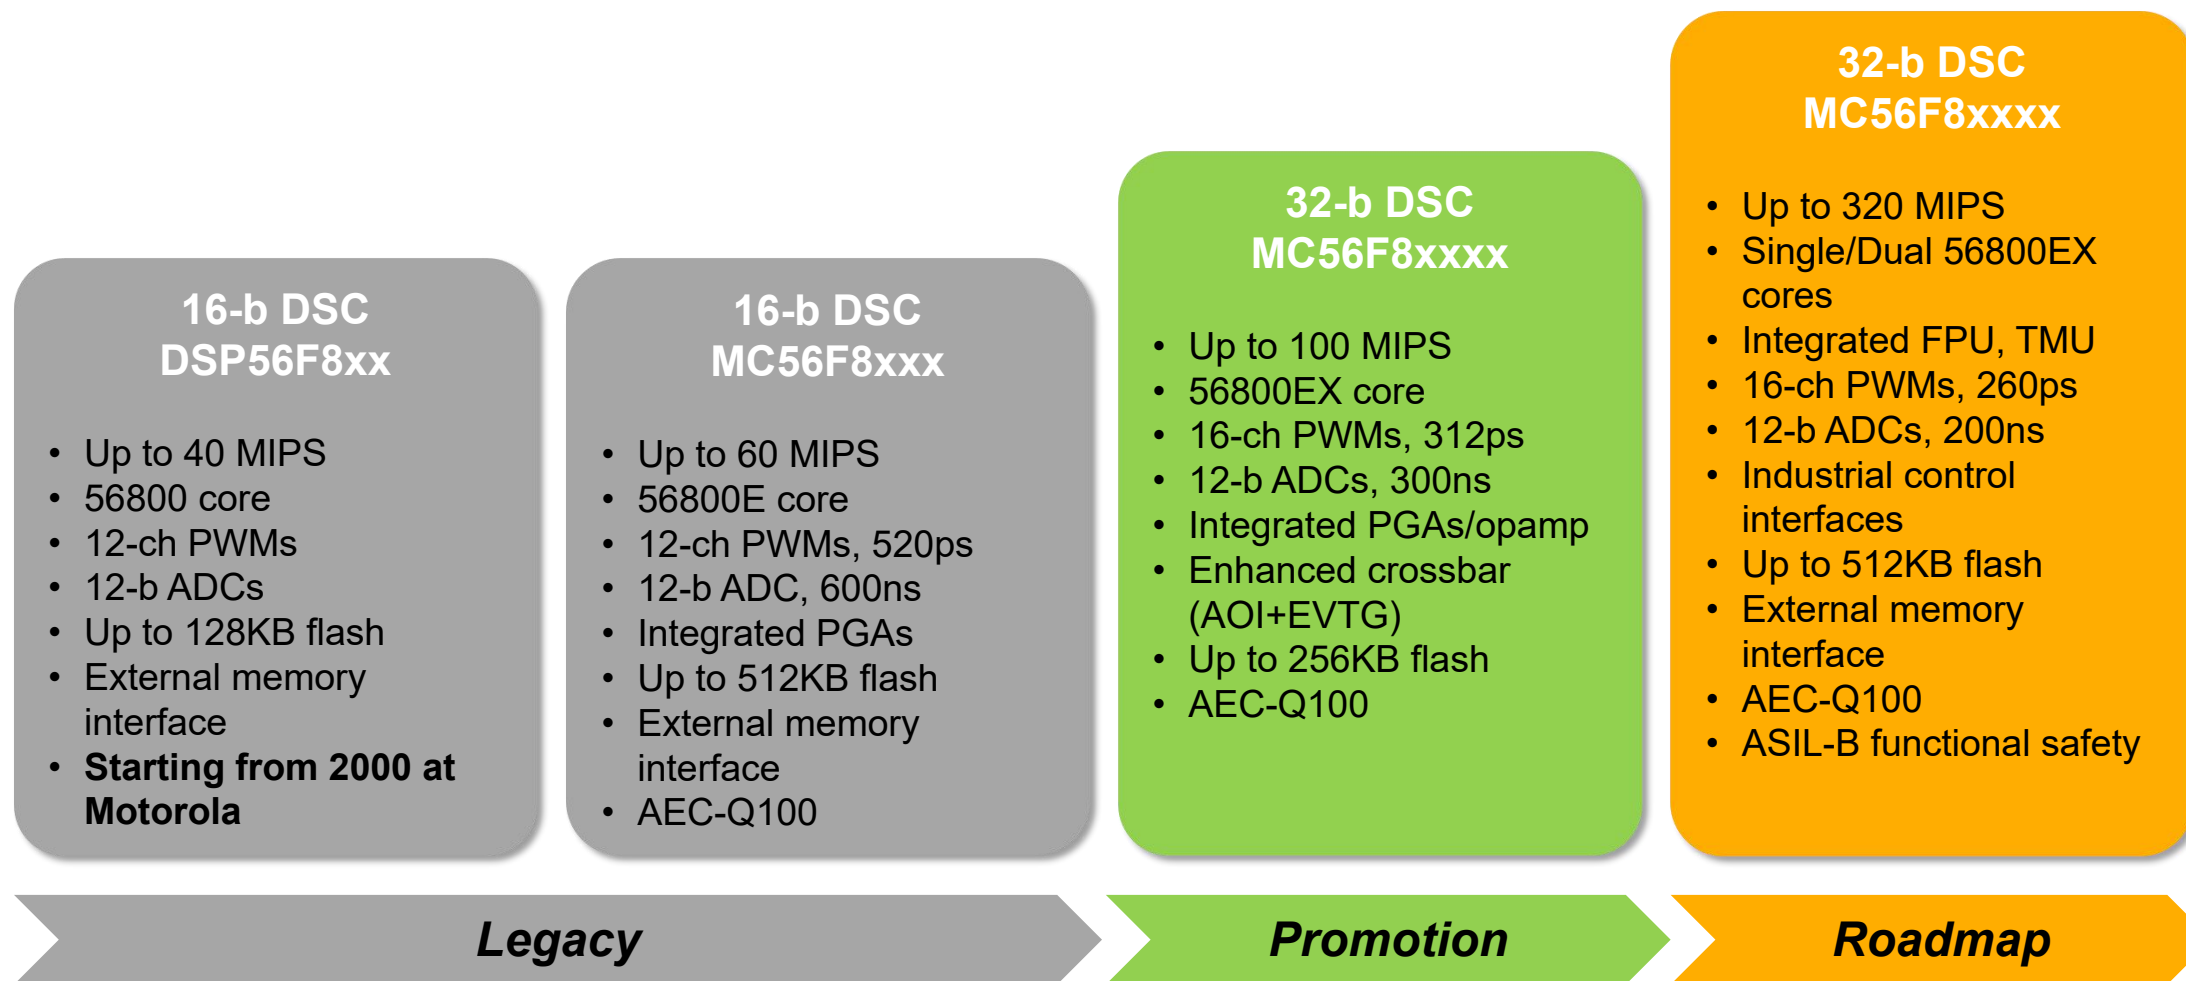 16-b DSC
DSP56F8xx
• Up to 40 MIPS
• 56800 core
• 12-ch PWMs
• 12-b ADCs
• Up to 128KB flash
• External memory
interface
• Starting from 2000 at
Motorola
16-b DSC
MC56F8xxx
• Up to 60 MIPS
• 56800E core
• 12-ch PWMs, 520ps
• 12-b ADC, 600ns
• Integrated PGAs
• Up to 512KB flash
• External memory
interface
• AEC-Q100
32-b DSC
MC56F8xxxx
• Up to 100 MIPS
• 56800EX core
• 16-ch PWMs, 312ps
• 12-b ADCs, 300ns
• Integrated PGAs/opamp
• Enhanced crossbar
(AOI+EVTG)
• Up to 256KB flash
• AEC-Q100
32-b DSC
MC56F8xxxx
• Up to 320 MIPS
• Single/Dual 56800EX
cores
• Integrated FPU, TMU
• 16-ch PWMs, 260ps
• 12-b ADCs, 200ns
• Industrial control
interfaces
• Up to 512KB flash
• External memory
interface
• AEC-Q100
• ASIL-B functional safety
Legacy
Promotion
Roadmap